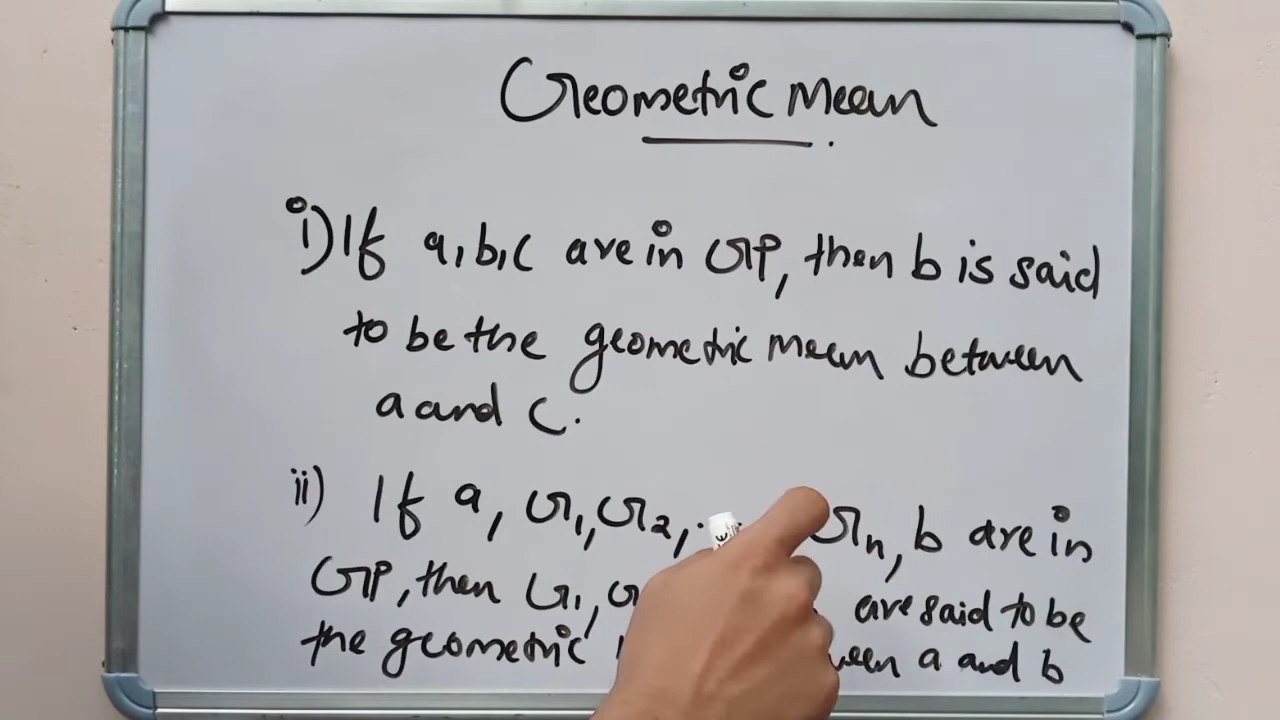 Geometric Mean
i) If a, b, c are in GP, then b is said
to be the geometric mean between
a and c.
ii) If a, G1, G2, ... Gn, b are in
GP, then G1, are said to be
the geometric a and b